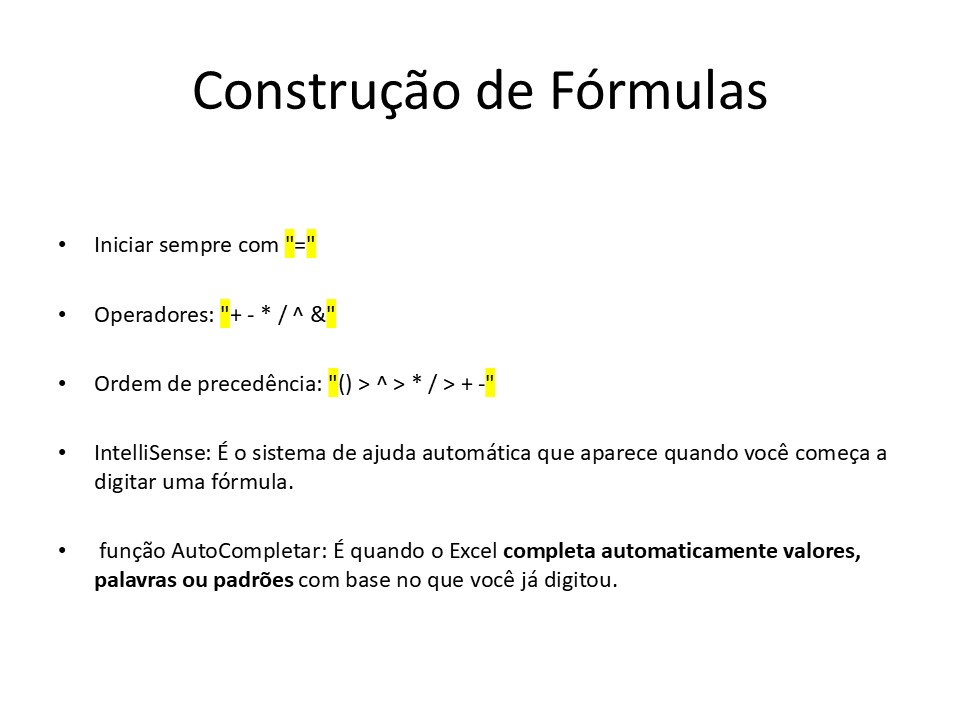 Construção de Fórmulas
• Iniciar sempre com "="
• Operadores: "+ - * / ^ &"
• Ordem de precedência: "() > ^ > * / > + -"
• IntelliSense: É o sistema de ajuda automática que aparece quando você começa a
digitar uma fórmula.
• função AutoCompletar: É quando o Excel completa automaticamente valores,
palavras ou padrões com base no que você já digitou.